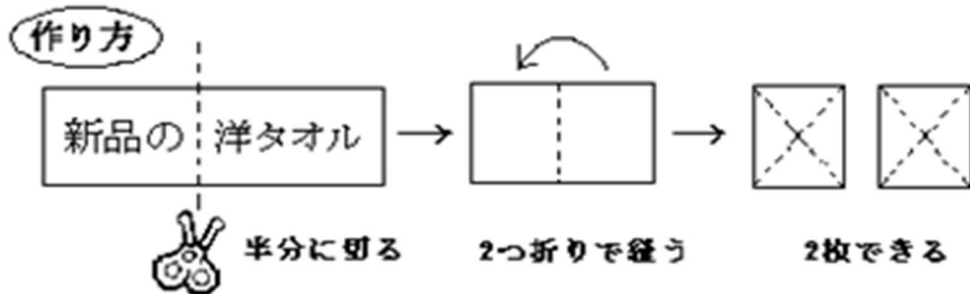 作り方
新品の洋タオル
半分に切る
2つ折りで縫う
2枚できる